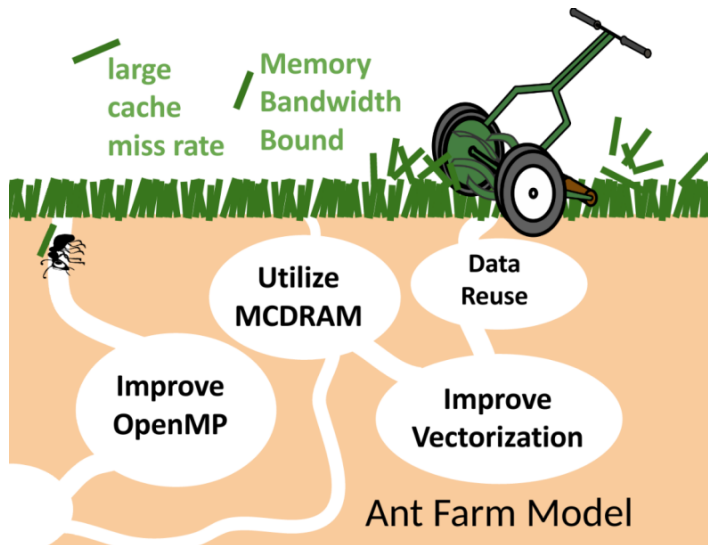 large
cache
miss rate
Memory
Bandwidth
Bound
Utilize
MCDRAM
Data
Reuse
Improve
OpenMP
Improve
Vectorization
Ant Farm Model